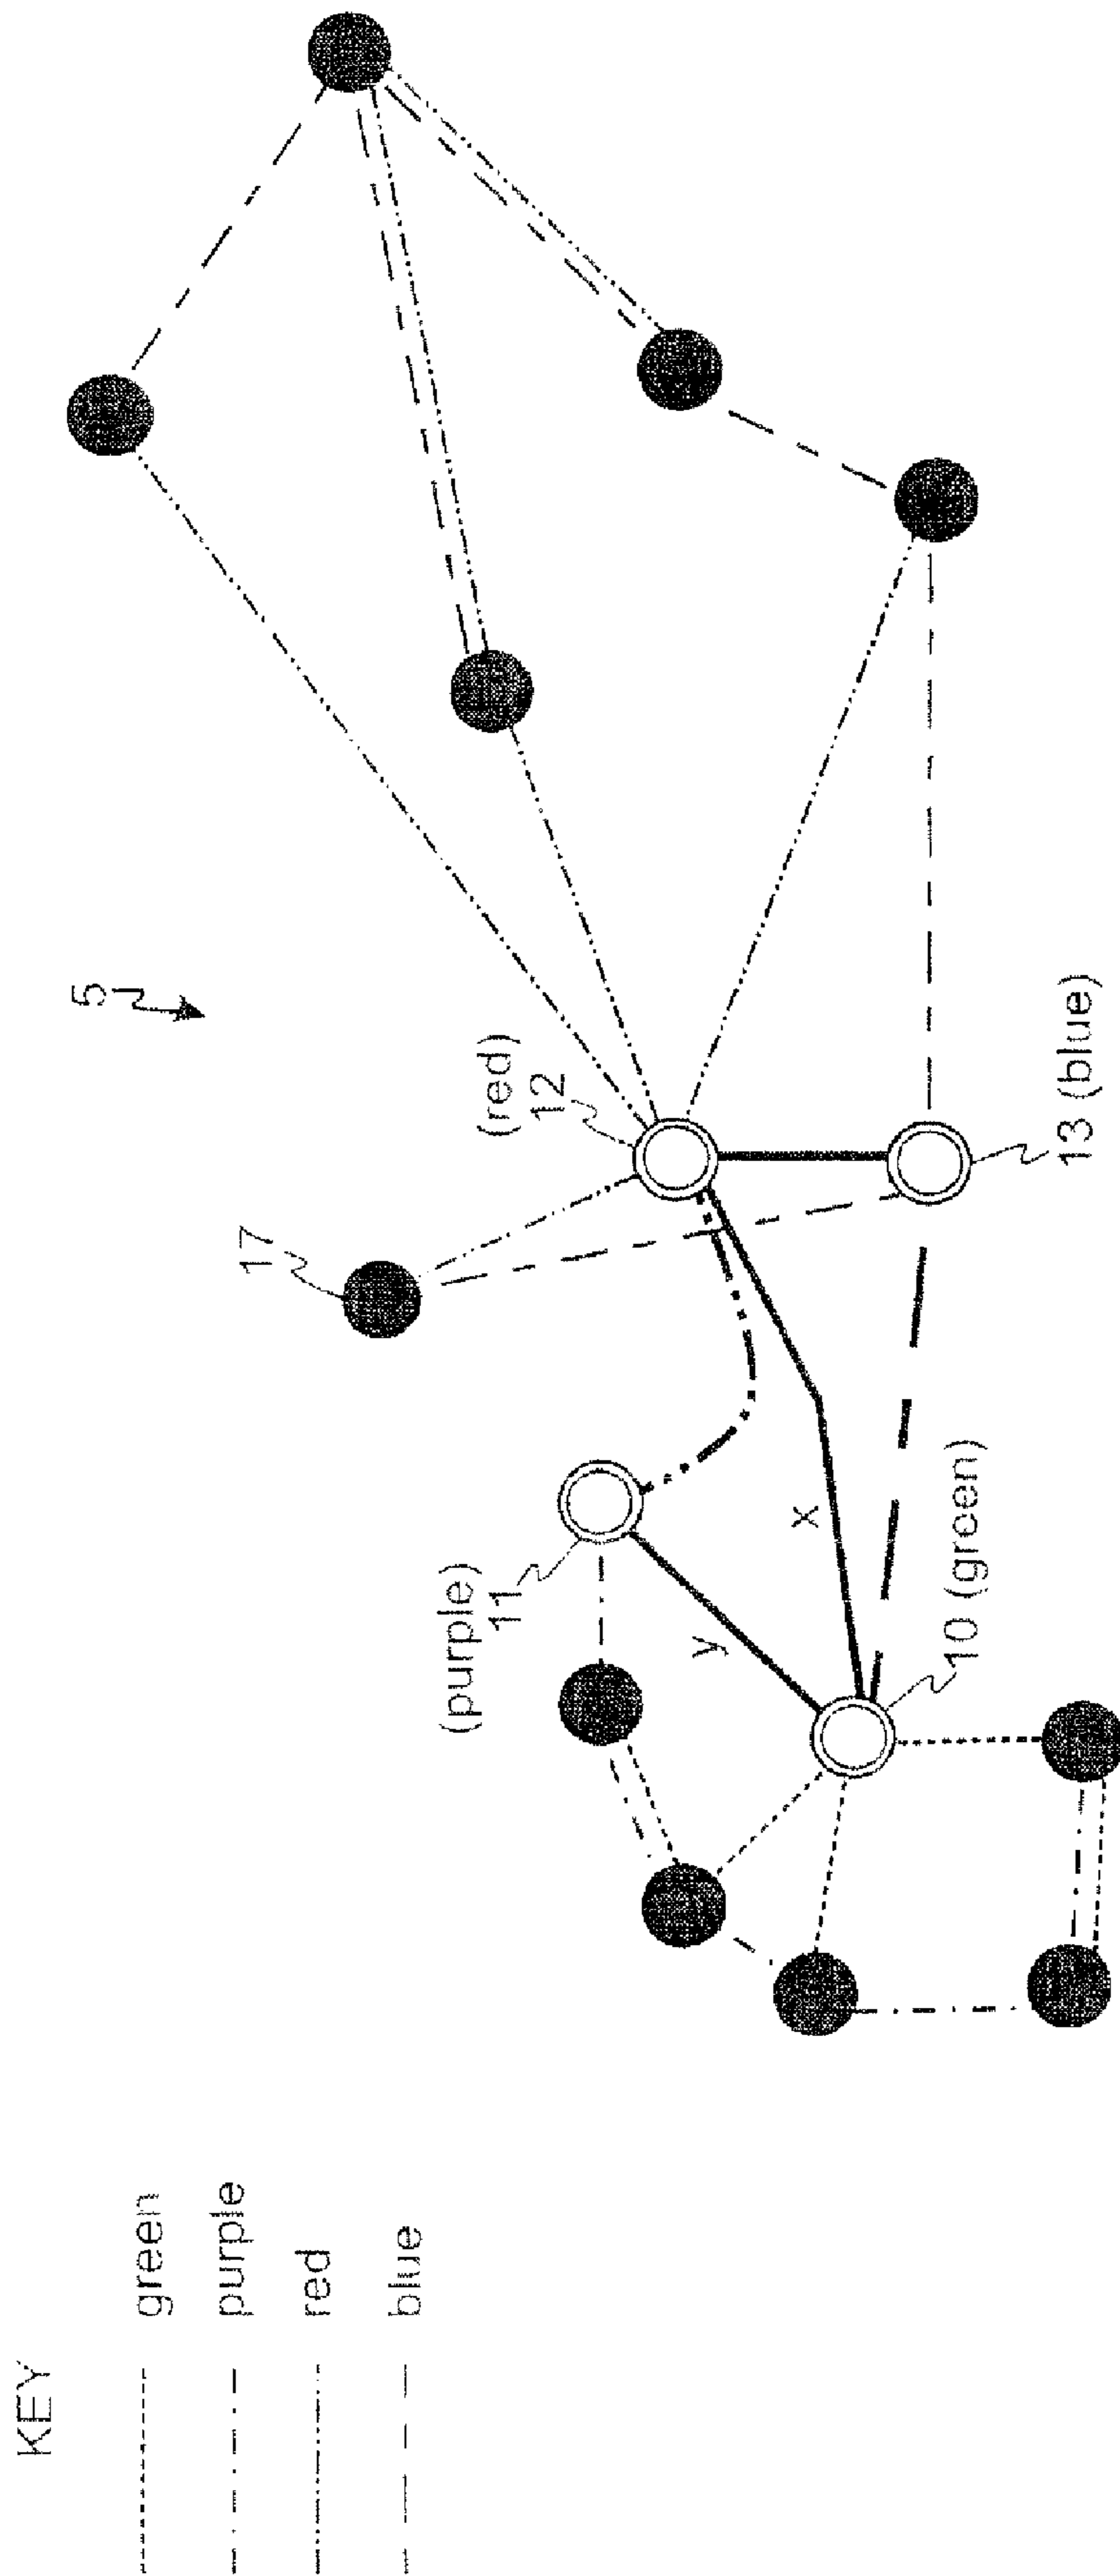 KEY
green
purple
red
blue
5
17
(red)
12
13 (blue)
(purple)
11
y
x
10 (green)